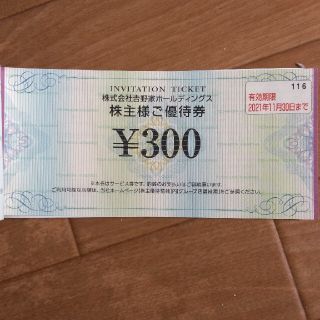 INVITATION TICKET
116
株式会社吉野家ホールディングス
株主様ご優待券
有効期限
2021年11月30日まで
¥300